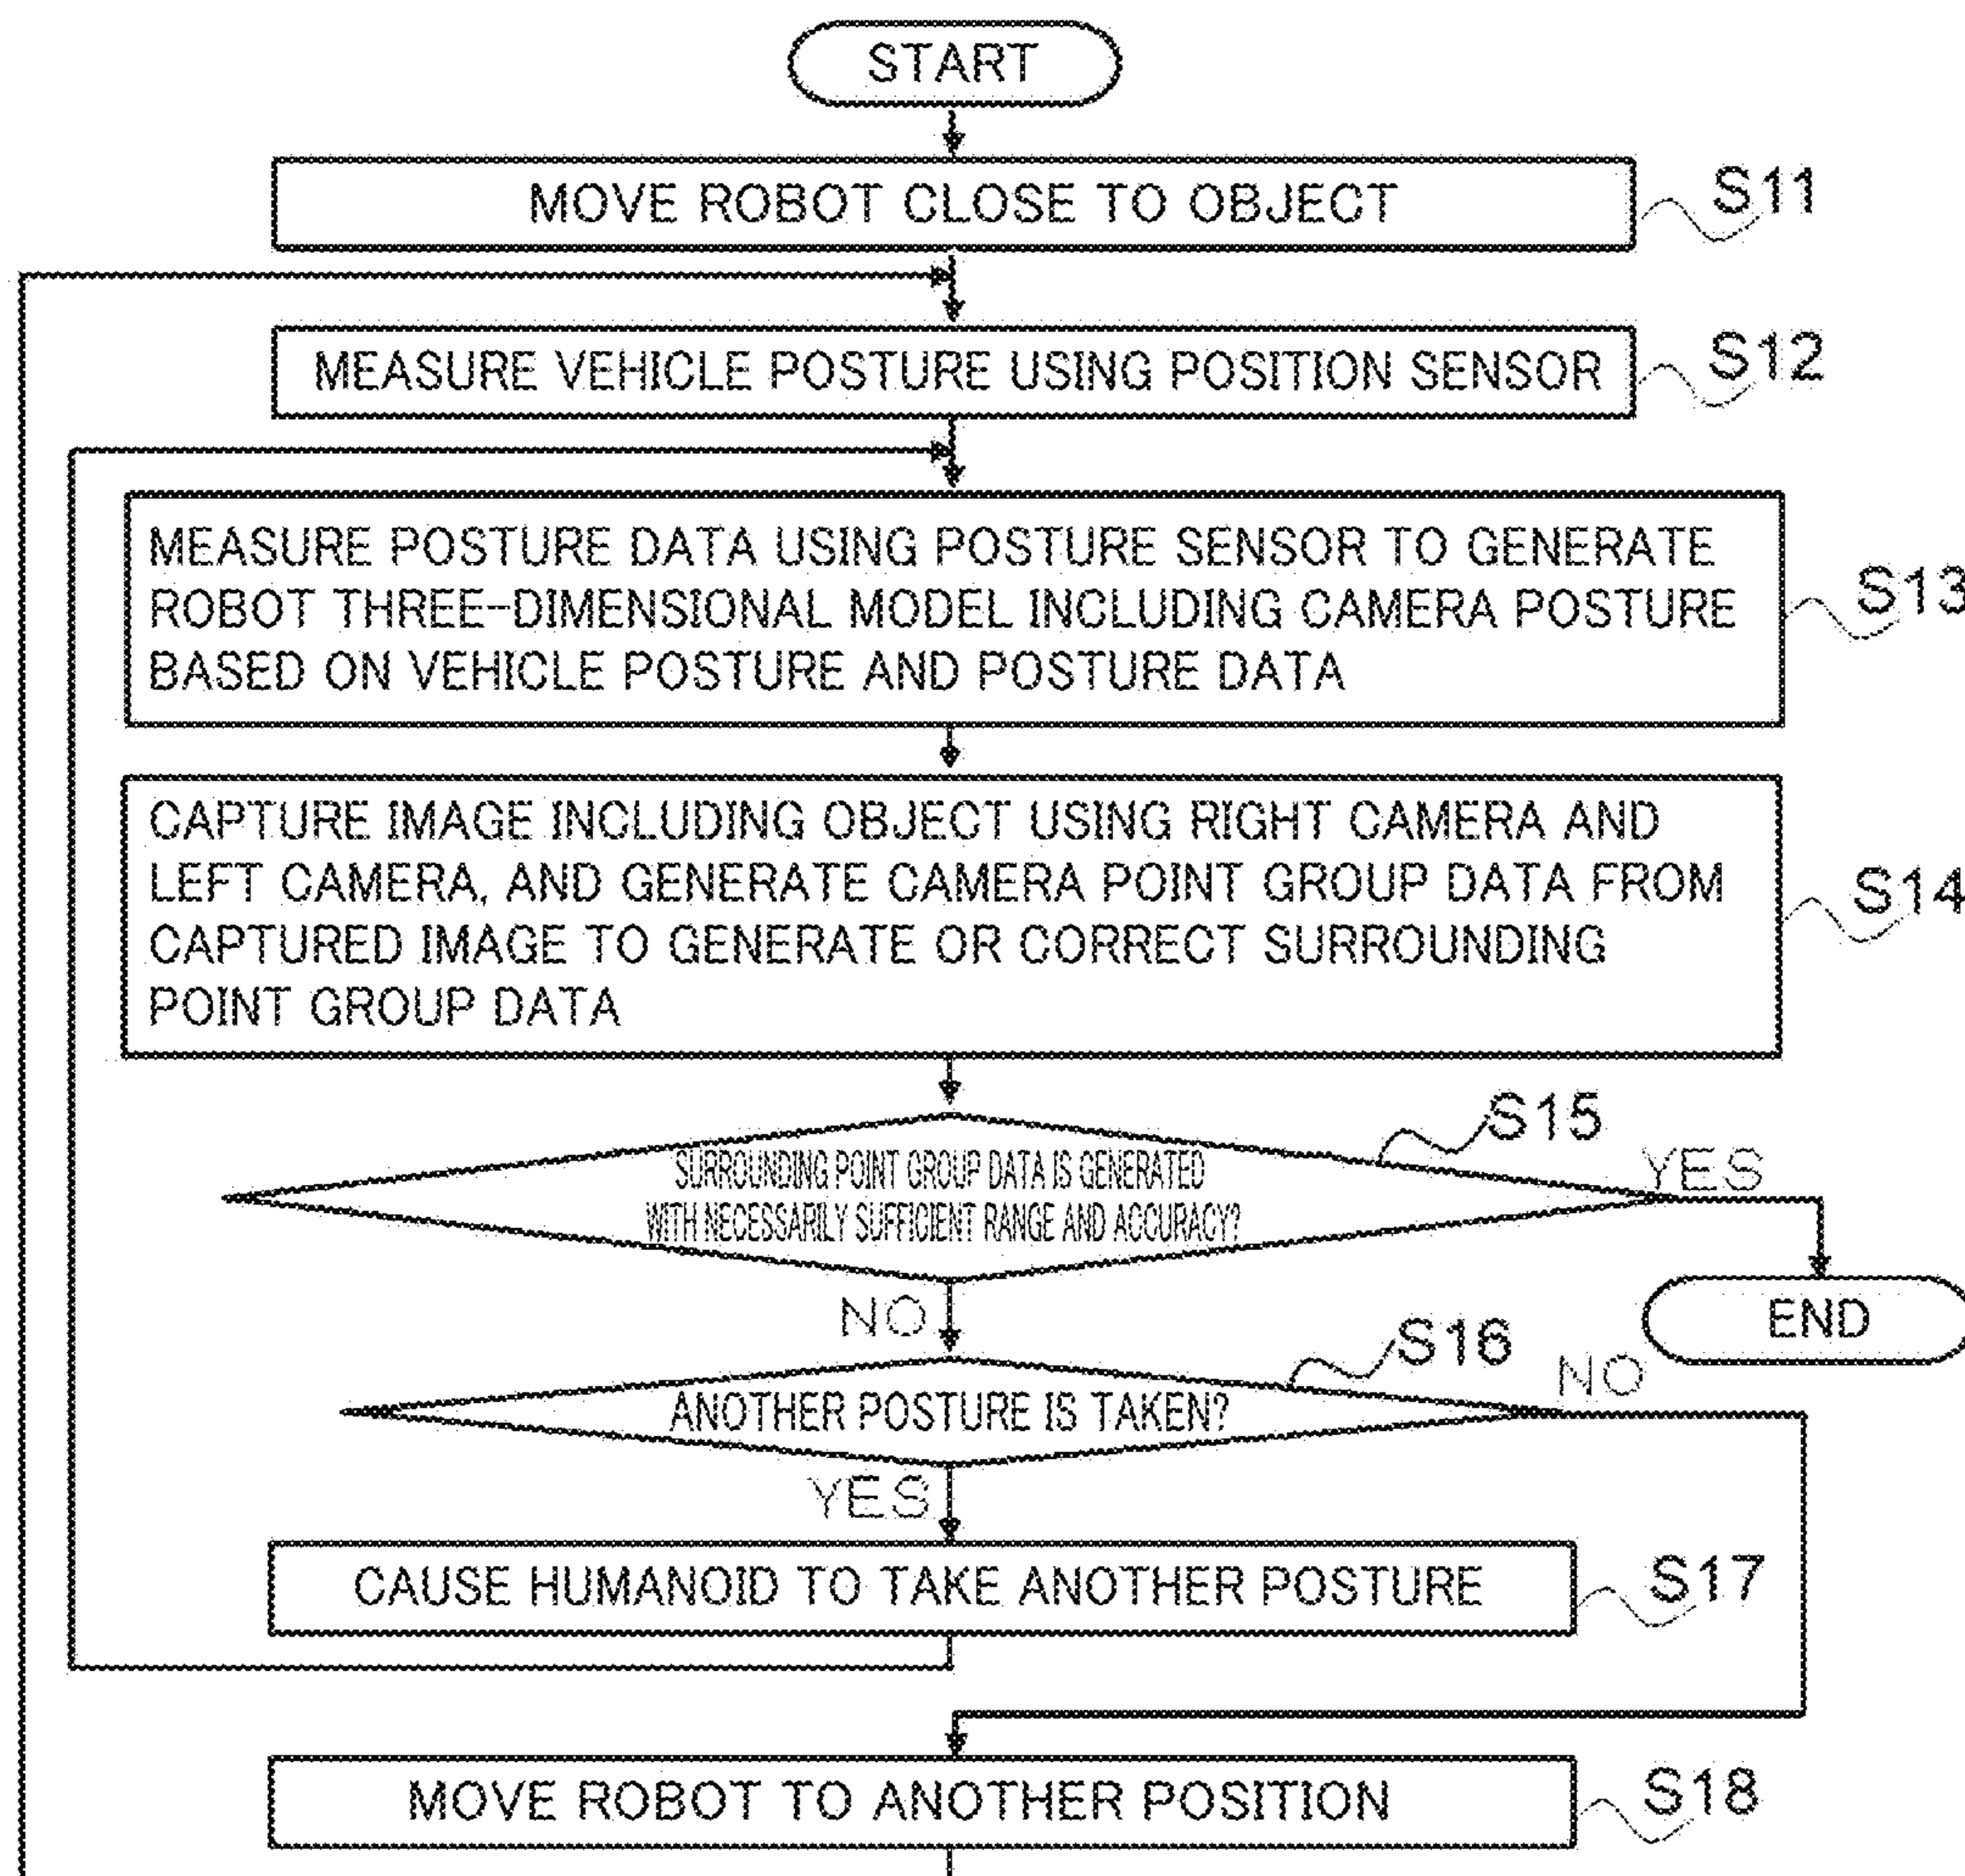 START
MOVE ROBOT CLOSE TO OBJECT
S11
MEASURE VEHICLE POSTURE USING POSITION SENSOR
S12
MEASURE POSTURE DATA USING POSTURE SENSOR TO GENERATE
ROBOT THREE-DIMENSIONAL MODEL INCLUDING CAMERA POSTURE
BASED ON VEHICLE POSTURE AND POSTURE DATA
S13
CAPTURE IMAGE INCLUDING OBJECT USING RIGHT CAMERA AND
LEFT CAMERA, AND GENERATE CAMERA POINT GROUP DATA FROM
CAPTURED IMAGE TO GENERATE OR CORRECT SURROUNDING
POINT GROUP DATA
S14
SURROUNDING POINT GROUP DATA IS GENERATED
WITH NECESSARILY SUFFICIENT RANGE AND ACCURACY?
S15
YES
END
NO
ANOTHER POSTURE IS TAKEN?
S16
NO
YES
CAUSE HUMANOID TO TAKE ANOTHER POSTURE
S17
MOVE ROBOT TO ANOTHER POSITION
S18